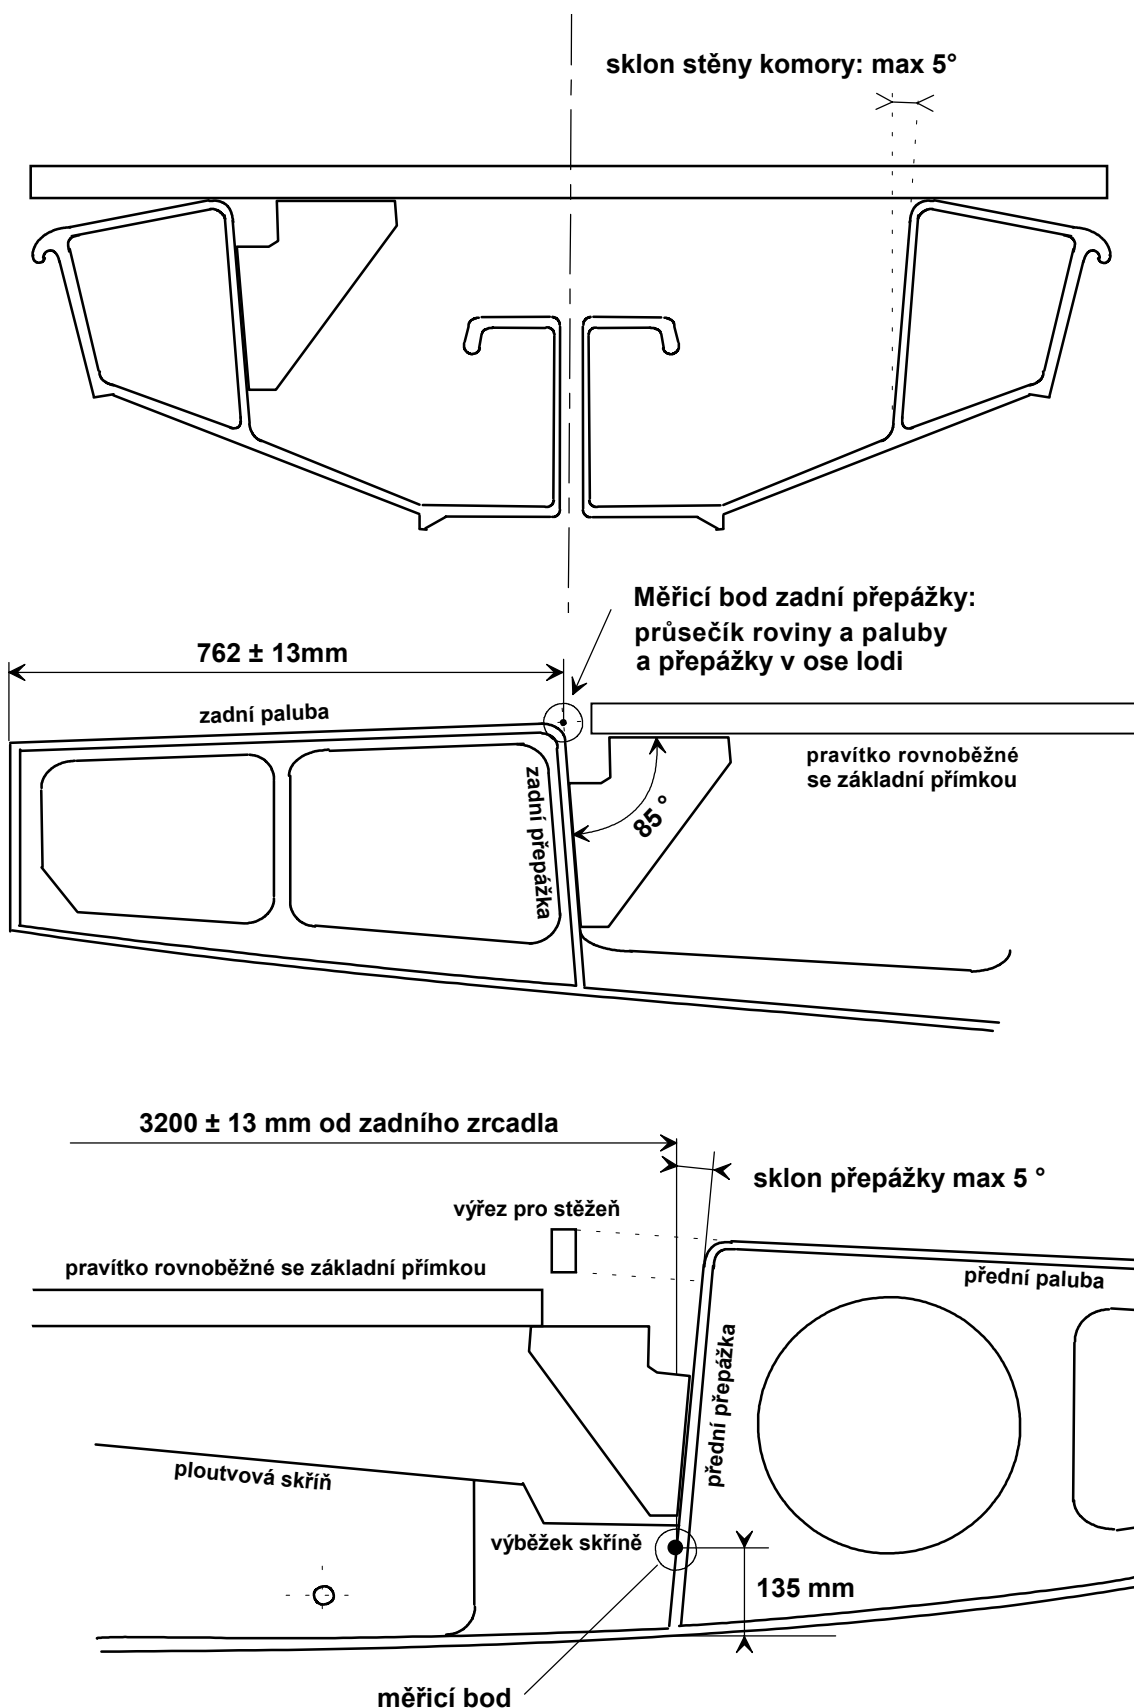 sklon stěny komory: max 5°
Měřicí bod zadní přepážky:
průsečík roviny a paluby
a přepážky v ose lodi
762 ± 13mm
zadní paluba
pravítko rovnoběžné
se základní přímkou
zadní přepážka
85 °
3200 ± 13 mm od zadního zrcadla
sklon přepážky max 5 °
výřez pro stěžeň
pravítko rovnoběžné se základní přímkou
přední paluba
přední přepážka
ploutvová skříň
výběžek skříně
135 mm
měřicí bod